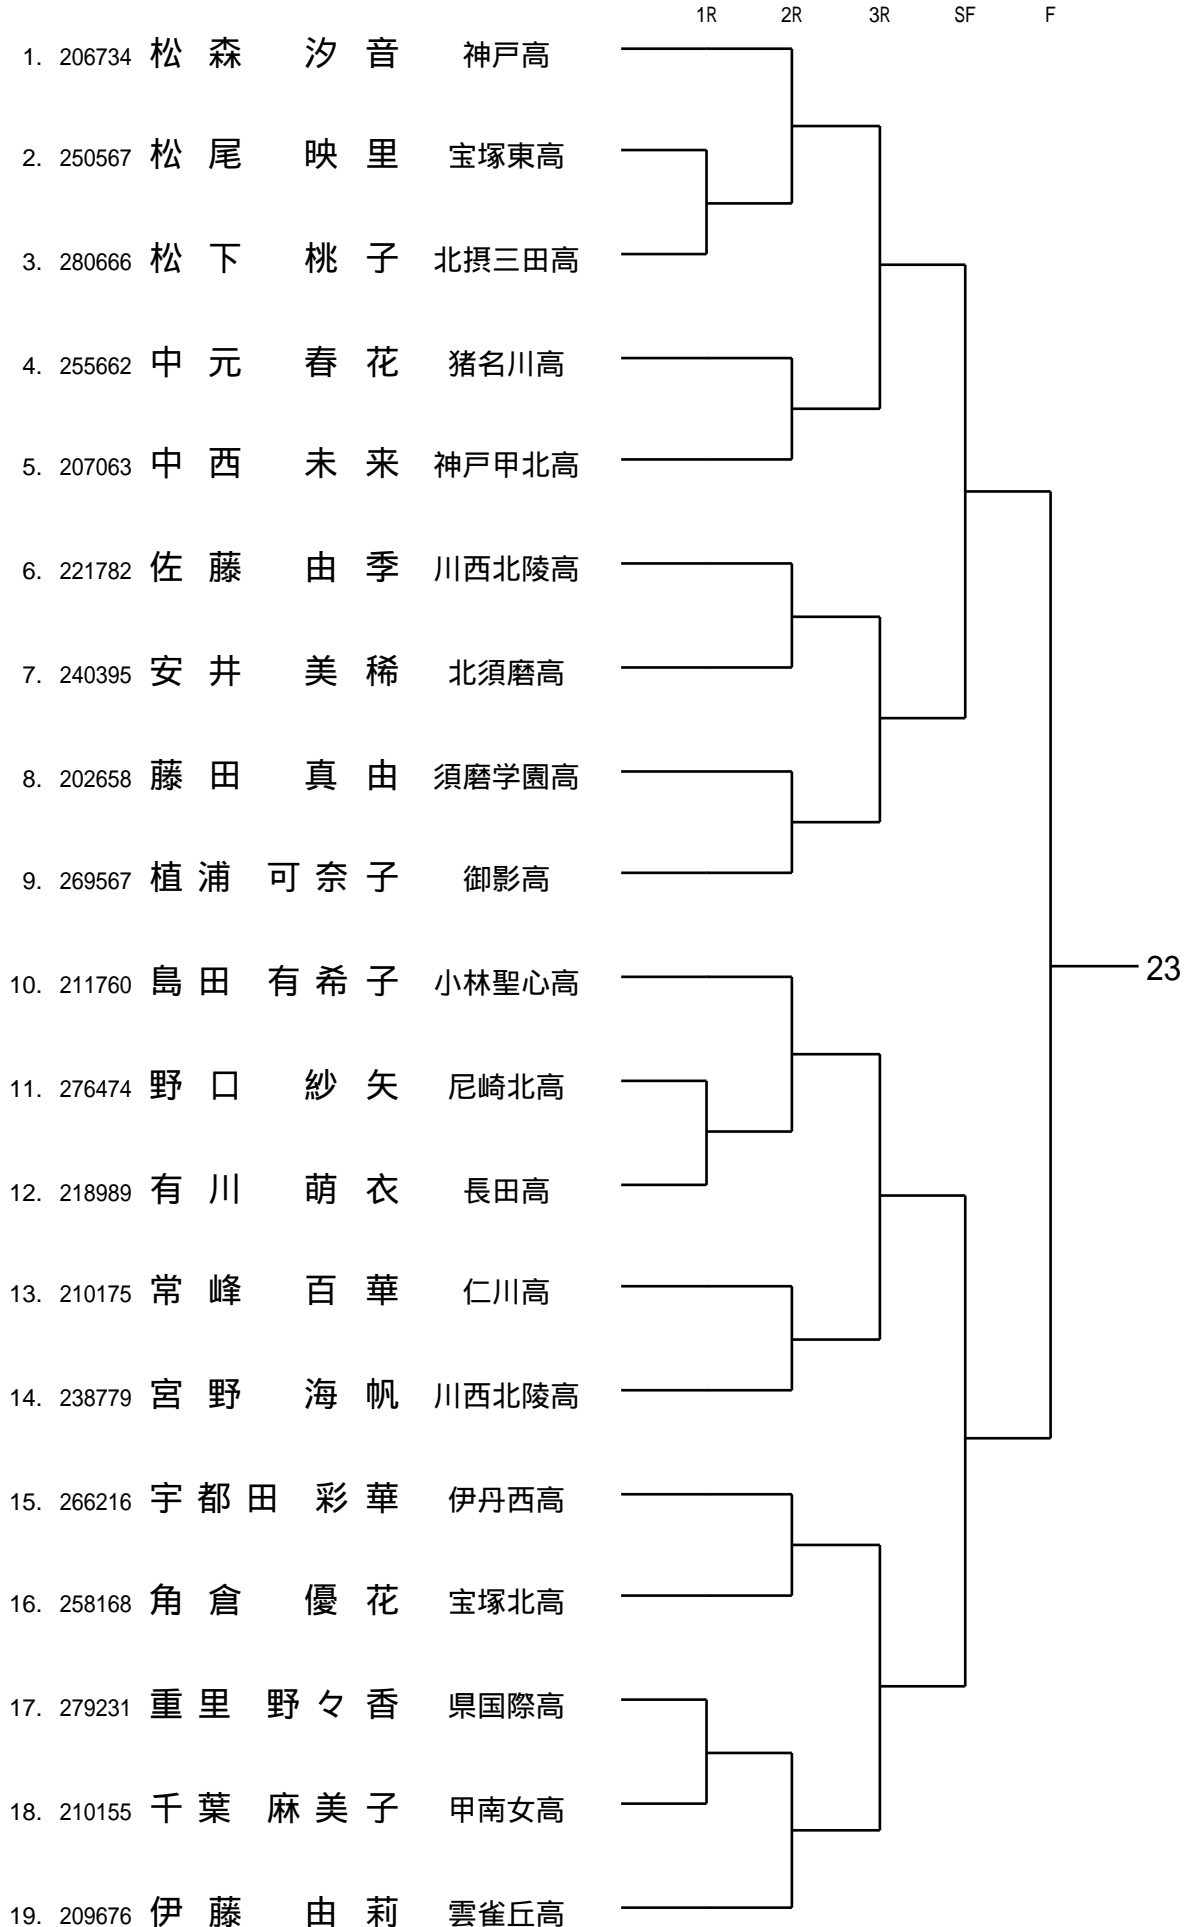 1R 2R 3R SF F
1. 206734 松森 汐音 神戸高
2. 250567 松尾 映里 宝塚東高
3. 280666 松下 桃子 北摂三田高
4. 255662 中元 春花 猪名川高
5. 207063 中西 未来 神戸甲北高
6. 221782 佐藤 由季 川西北陵高
7. 240395 安井 美稀 北須磨高
8. 202658 藤田 真由 須磨学園高
9. 269567 植浦 可奈子 御影高
10. 211760 島田 有希子 小林聖心高
23
11. 276474 野口 紗矢 尼崎北高
12. 218989 有川 萌衣 長田高
13. 210175 常峰 百華 仁川高
14. 238779 宮野 海帆 川西北陵高
15. 266216 宇都田 彩華 伊丹西高
16. 258168 角倉 優花 宝塚北高
17. 279231 重里 野々香 県国際高
18. 210155 千葉 麻美子 甲南女高
19. 209676 伊藤 由莉 雲雀丘高